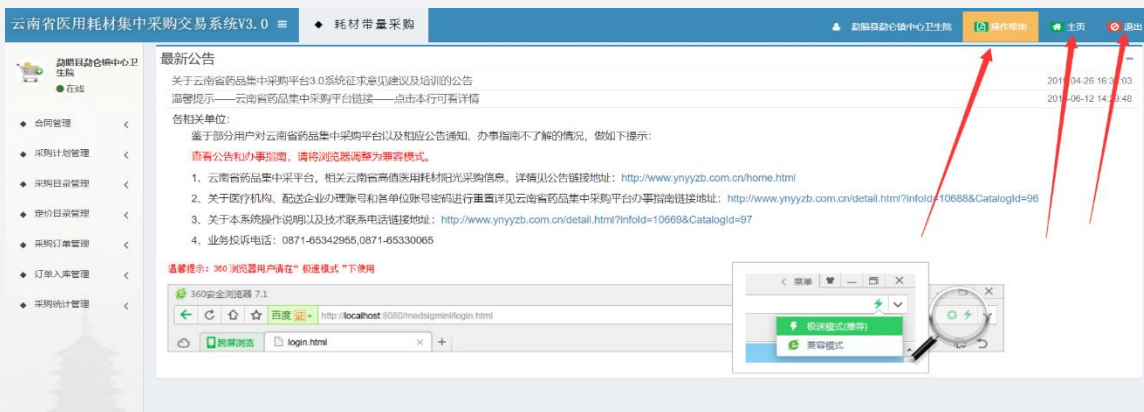 云南省医用耗材集中采购交易系统V3.0
耗材带量采购
勐腊县勐仑镇中心卫生院
操作帮助
主页
退出
勐腊县勐仑镇中心卫生院
在线
合同管理
采购计划管理
采购目录管理
定价目录管理
采购订单管理
订单入库管理
采购统计管理
最新公告
关于云南省药品集中采购平台3.0系统征求意见建议及培训的公告
温馨提示——云南省药品集中采购平台链接——点击本行可看详情
各相关单位:
鉴于部分用户对云南省药品集中采购平台以及相应公告通知、办事指南不了解的情况，做如下提示：
查看公告和办事指南，请将浏览器调整为兼容模式。
1、云南省药品集中采平台，相关云南省高值医用耗材阳光采购信息，详情见公告链接地址：http://www.ynyyzb.com.cn/home.html
2、关于医疗机构、配送企业办理账号和各单位账号密码进行重置详见云南省药品集中采购平台办事指南链接地址：http://www.ynyyzb.com.cn/detail.html?infoId=10688&CatalogId=96
3、关于本系统操作说明以及技术联系电话链接地址：http://www.ynyyzb.com.cn/detail.html?infoId=10669&CatalogId=97
4、业务投诉电话：0871-65342955,0871-65330065
温馨提示：360 浏览器用户请在“ 极速模式 ”下使用
360安全浏览器 7.1
百度
证
http://localhost:8080/medsigmini/login.html
跨屏浏览
login.html
菜单
极速模式(推荐)
兼容模式